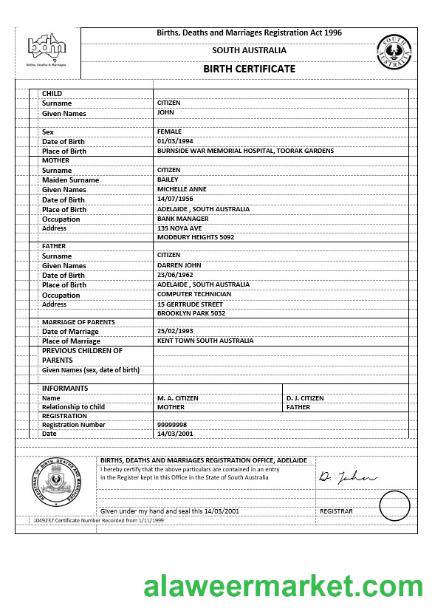 Births, Deaths and Marriages Registration Act 1996
bdm
SOUTH AUSTRALIA
Births, Deaths & Marriages
BIRTH CERTIFICATE
SOUTH AUSTRALIA
CHILD
Surname CITIZEN
Given Names JOHN
Sex FEMALE
Date of Birth 01/03/1994
Place of Birth BURNSIDE WAR MEMORIAL HOSPITAL, TOORAK GARDENS
MOTHER
Surname CITIZEN
Maiden Surname BAILEY
Given Names MICHELLE ANNE
Date of Birth 14/07/1956
Place of Birth ADELAIDE , SOUTH AUSTRALIA
Occupation BANK MANAGER
Address 135 NOYA AVE
MODBURY HEIGHTS 5092
FATHER
Surname CITIZEN
Given Names DARREN JOHN
Date of Birth 23/06/1962
Place of Birth ADELAIDE , SOUTH AUSTRALIA
Occupation COMPUTER TECHNICIAN
Address 15 GERTRUDE STREET
BROOKLYN PARK 5032
MARRIAGE OF PARENTS
Date of Marriage 25/02/1993
Place of Marriage KENT TOWN SOUTH AUSTRALIA
PREVIOUS CHILDREN OF
PARENTS
Given Names (sex, date of birth)
INFORMANTS
Name M. A. CITIZEN D. J. CITIZEN
Relationship to Child MOTHER FATHER
REGISTRATION
Registration Number 99999998
Date 14/03/2001
BIRTHS, DEATHS AND MARRIAGES REGISTRATION OFFICE, ADELAIDE
I hereby certify that the above particulars are contained in an entry
in the Register kept in this Office in the State of South Australia
Given under my hand and seal this 14/03/2001 REGISTRAR
1049237 Certificate Number Recorded from 1/11/1999
alaweermarket.com